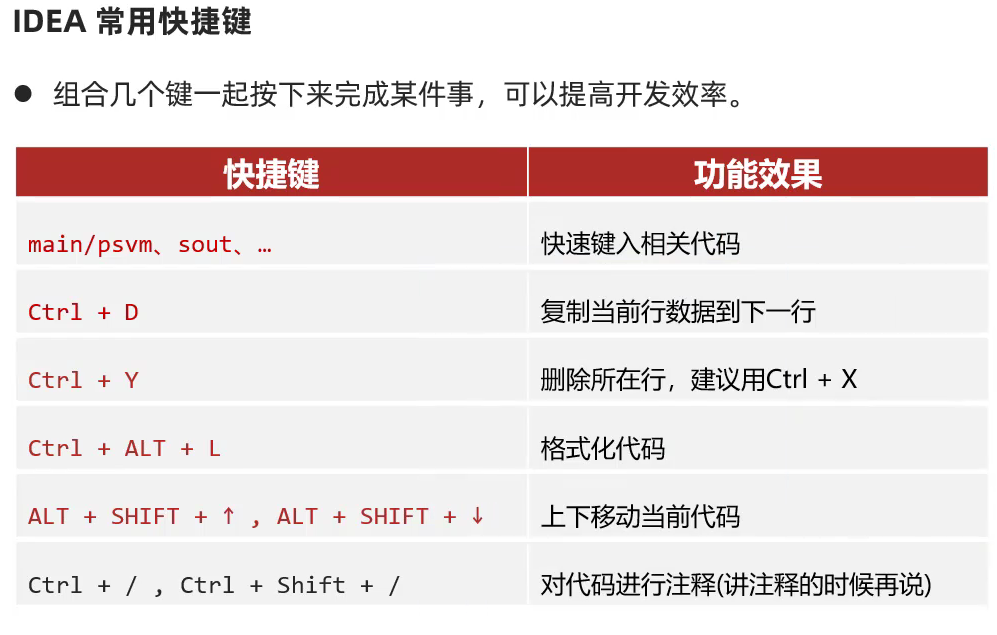 IDEA 常用快捷键
● 组合几个键一起按下来完成某件事，可以提高开发效率。
快捷键 功能效果
main/psvm、sout、… 快速键入相关代码
Ctrl + D 复制当前行数据到下一行
Ctrl + Y 删除所在行，建议用Ctrl + X
Ctrl + ALT + L 格式化代码
ALT + SHIFT + ↑ , ALT + SHIFT + ↓ 上下移动当前代码
Ctrl + / , Ctrl + Shift + / 对代码进行注释(讲注释的时候再说)